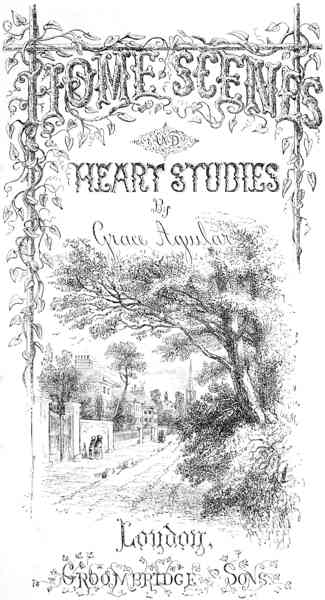 HOME SCENES
AND
HEART STUDIES
By
Grace Aguilar
London,
GROOMBRIDGE & SONS.